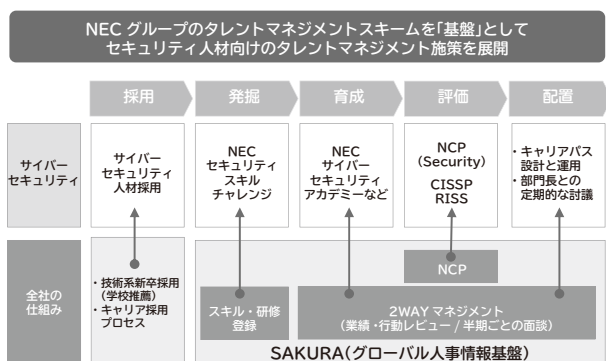 NEC グループのタレントマネジメントスキームを「基盤」として
セキュリティ人材向けのタレントマネジメント施策を展開
採用
発掘
育成
評価
配置
サイバー
セキュリティ
サイバー
セキュリティ
人材採用
NEC
セキュリティ
スキル
チャレンジ
NEC
サイバー
セキュリティ
アカデミーなど
NCP
(Security)
CISSP
RISS
・キャリアパス
設計と運用
・部門長との
定期的な討議
全社の
仕組み
・技術系新卒採用
(学校推薦)
・キャリア採用
プロセス
スキル・研修
登録
NCP
2WAY マネジメント
(業績・行動レビュー / 半期ごとの面談)
SAKURA(グローバル人事情報基盤)